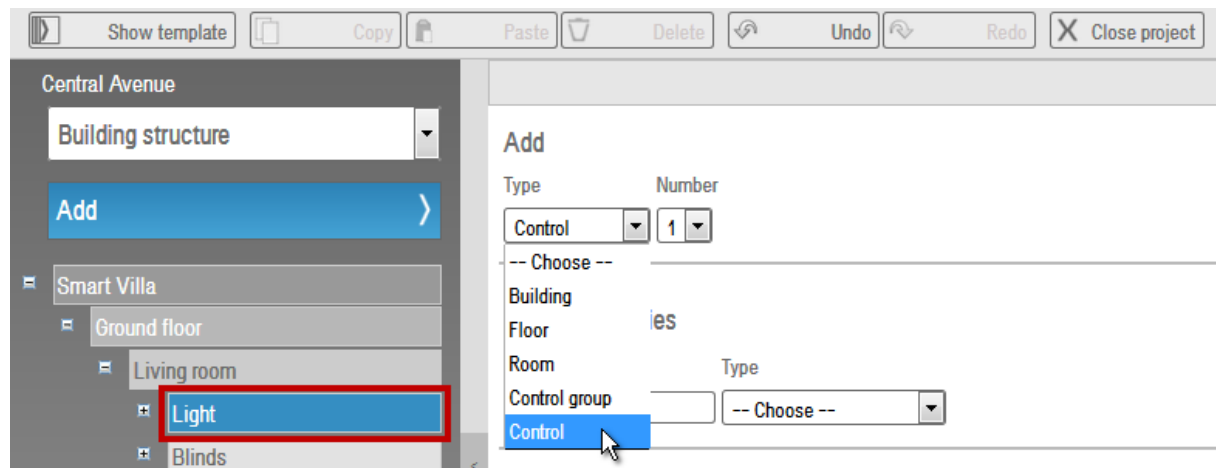 Show template Copy Paste Delete Undo Redo Close project
Central Avenue
Building structure
Add
Smart Villa
Ground floor
Living room
Light
Blinds
Add
Type Number
Control 1
-- Choose --
Building
Floor
Room
Control group
Control
ies
Type
-- Choose --